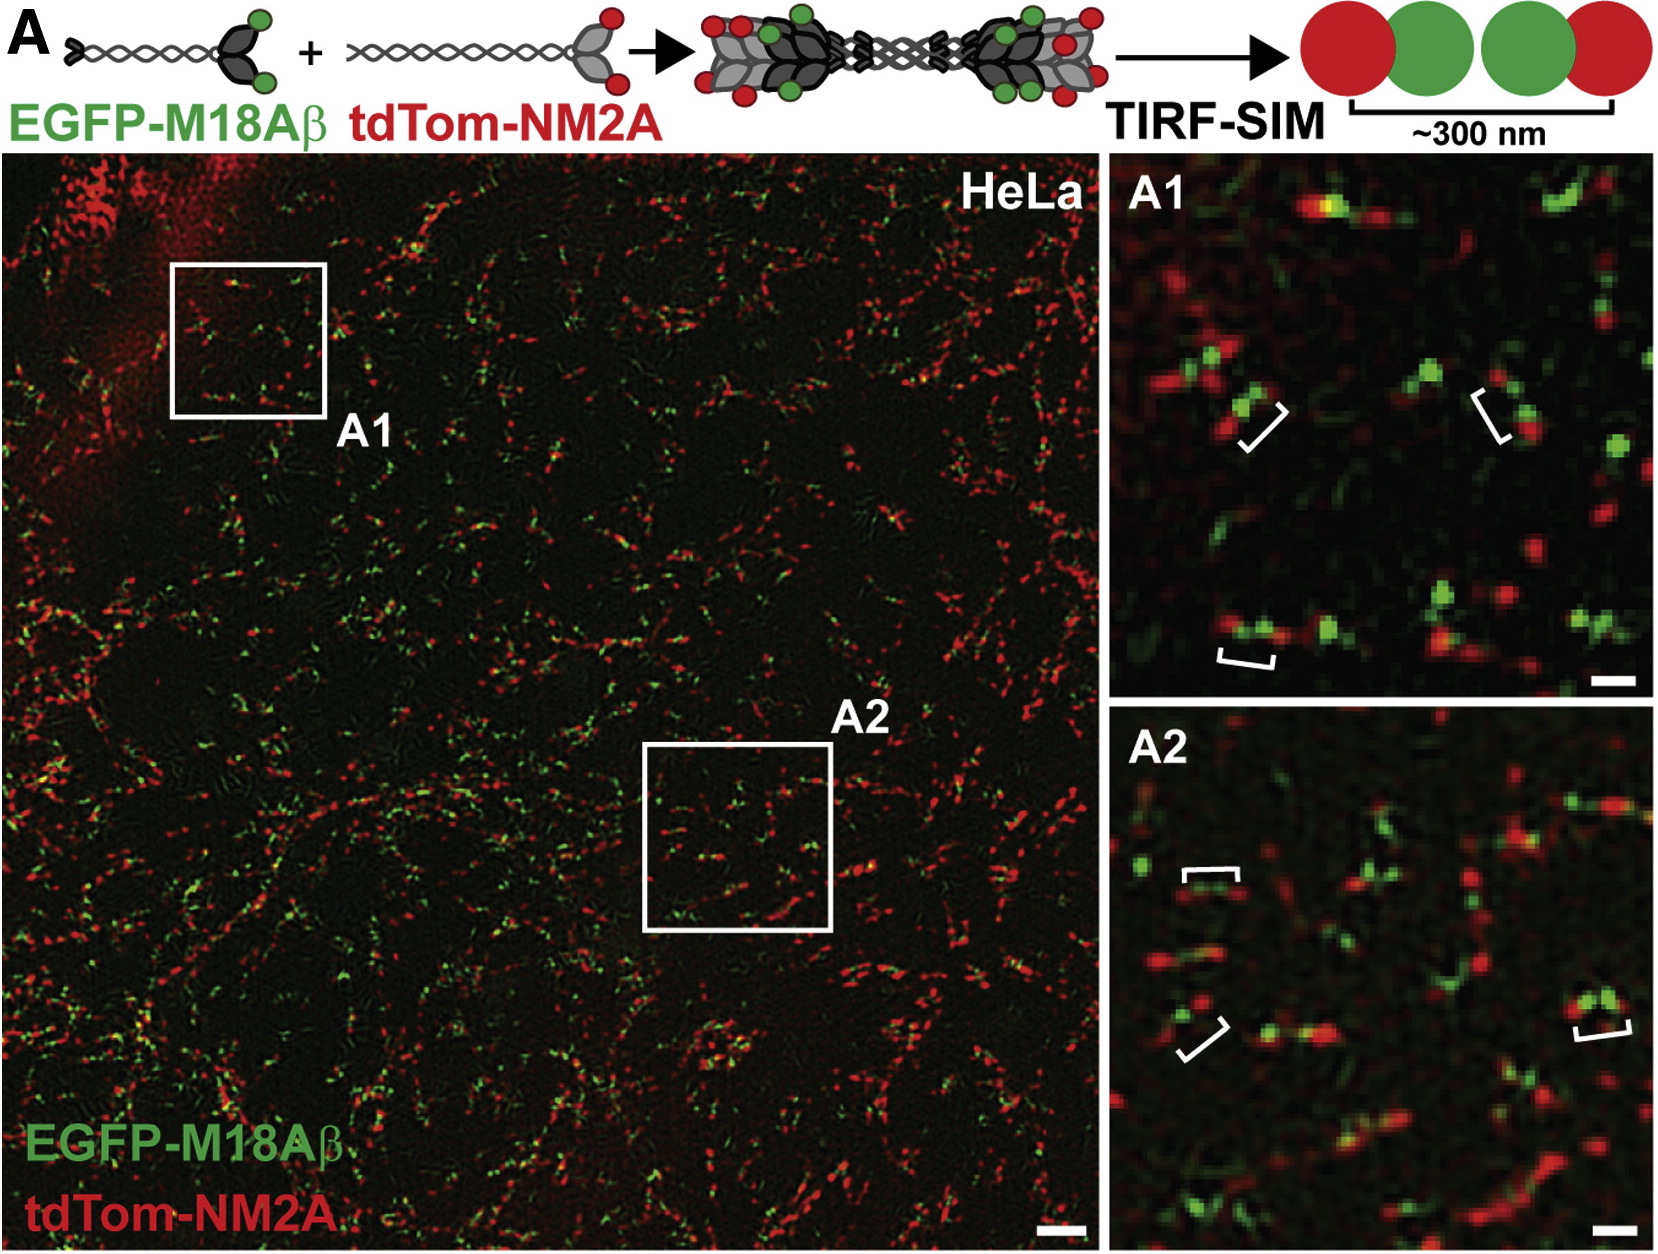 A
+
EGFP-M18Aβ tdTom-NM2A
TIRF-SIM
~300 nm
HeLa
A1
A2
EGFP-M18Aβ
tdTom-NM2A
A1
A2